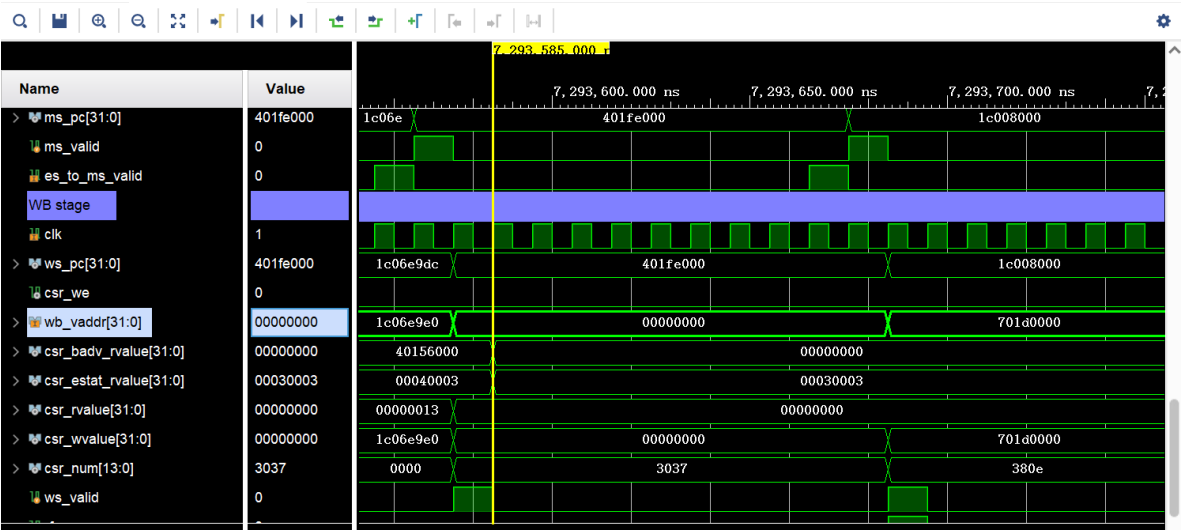 7,293,585.000 n
Name Value
7,293,600.000 ns 7,293,650.000 ns 7,293,700.000 ns 7,2
ms_pc[31:0] 401fe000 1c06e 401fe000 1c008000
ms_valid 0
es_to_ms_valid 0
WB stage
clk 1
ws_pc[31:0] 401fe000 1c06e9dc 401fe000 1c008000
csr_we 0
wb_vaddr[31:0] 00000000 1c06e9e0 00000000 701d0000
csr_badv_rvalue[31:0] 00000000 40156000 00000000
csr_estat_rvalue[31:0] 00030003 00040003 00030003
csr_rvalue[31:0] 00000000 00000013 00000000
csr_wvalue[31:0] 00000000 1c06e9e0 00000000 701d0000
csr_num[13:0] 3037 0000 3037 380e
ws_valid 0